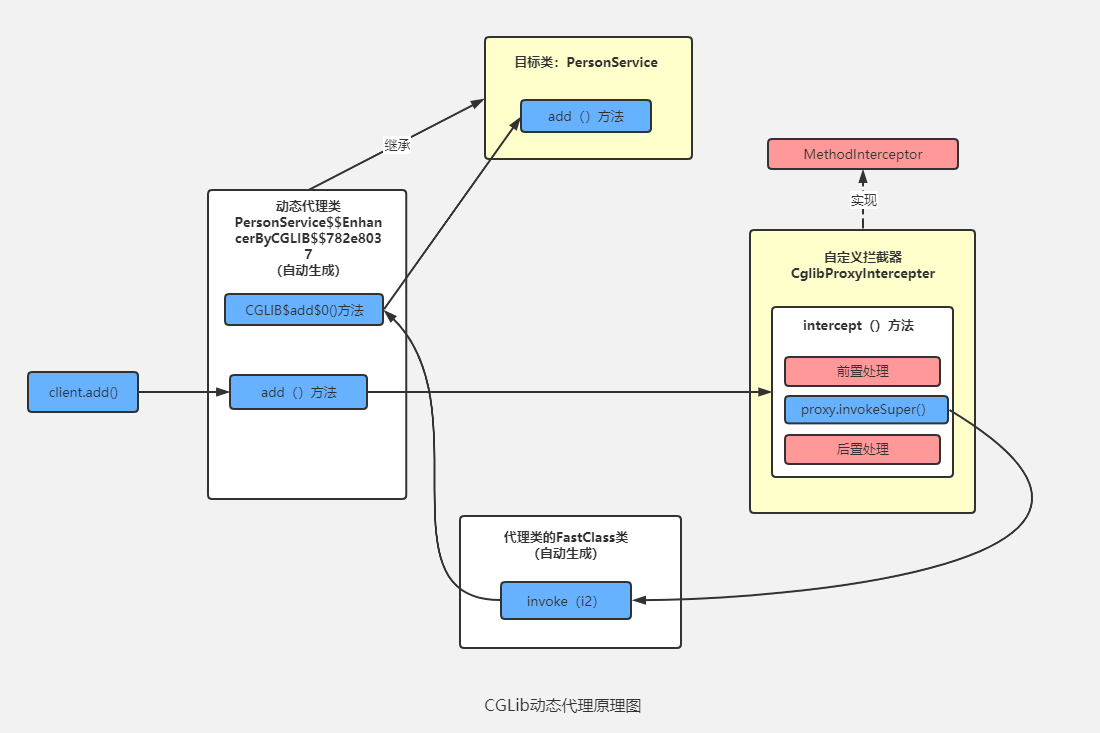 目标类：PersonService
add（）方法
继承
MethodInterceptor
实现
动态代理类
PersonService$$Enhan
cerByCGLIB$$782e803
7
(自动生成)
CGLIB$add$0()方法
client.add()
add（）方法
自定义拦截器
CglibProxyIntercepter
intercept（）方法
前置处理
proxy.invokeSuper()
后置处理
代理类的FastClass类
(自动生成)
invoke（i2）
CGLib动态代理原理图